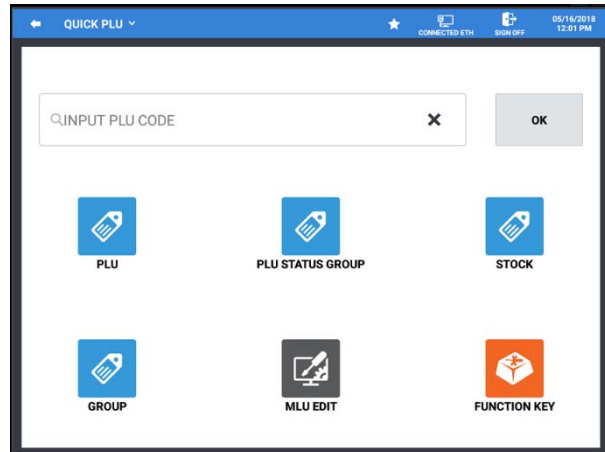 QUICK PLU
CONNECTED ETH
SIGN OFF
05/16/2018
12:01 PM
INPUT PLU CODE
OK
PLU
PLU STATUS GROUP
STOCK
GROUP
MLU EDIT
FUNCTION KEY